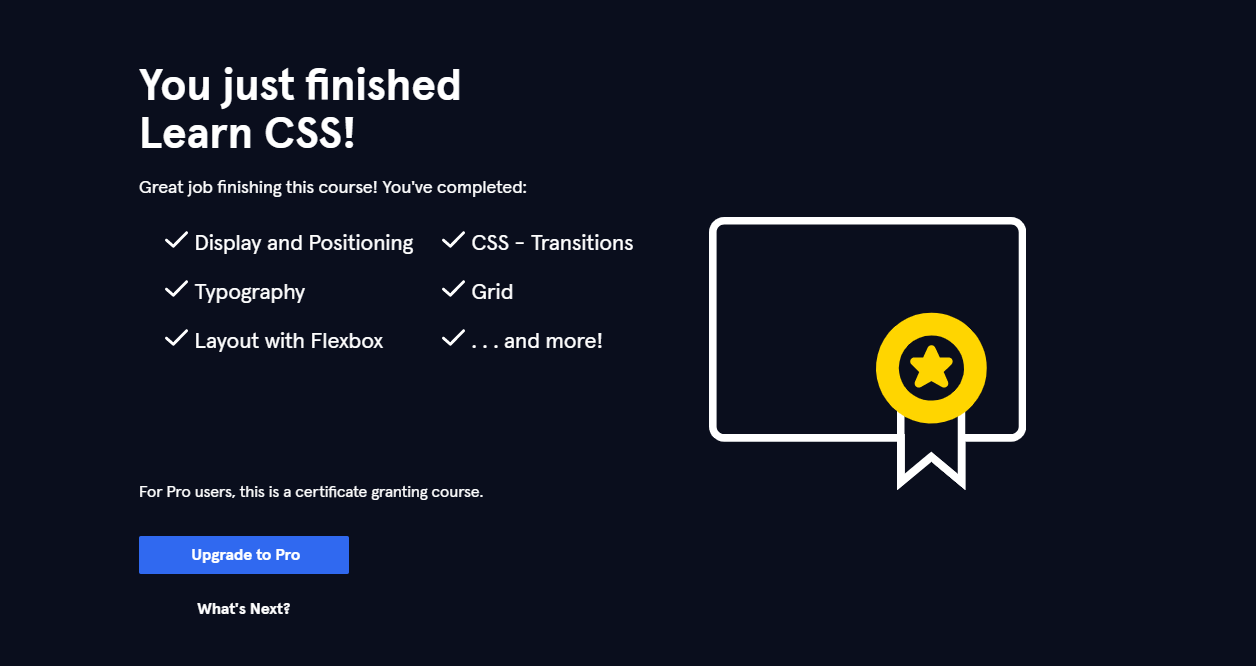 You just finished
Learn CSS!
Great job finishing this course! You've completed:
Display and Positioning
CSS - Transitions
Typography
Grid
Layout with Flexbox
. . . and more!
For Pro users, this is a certificate granting course.
Upgrade to Pro
What's Next?